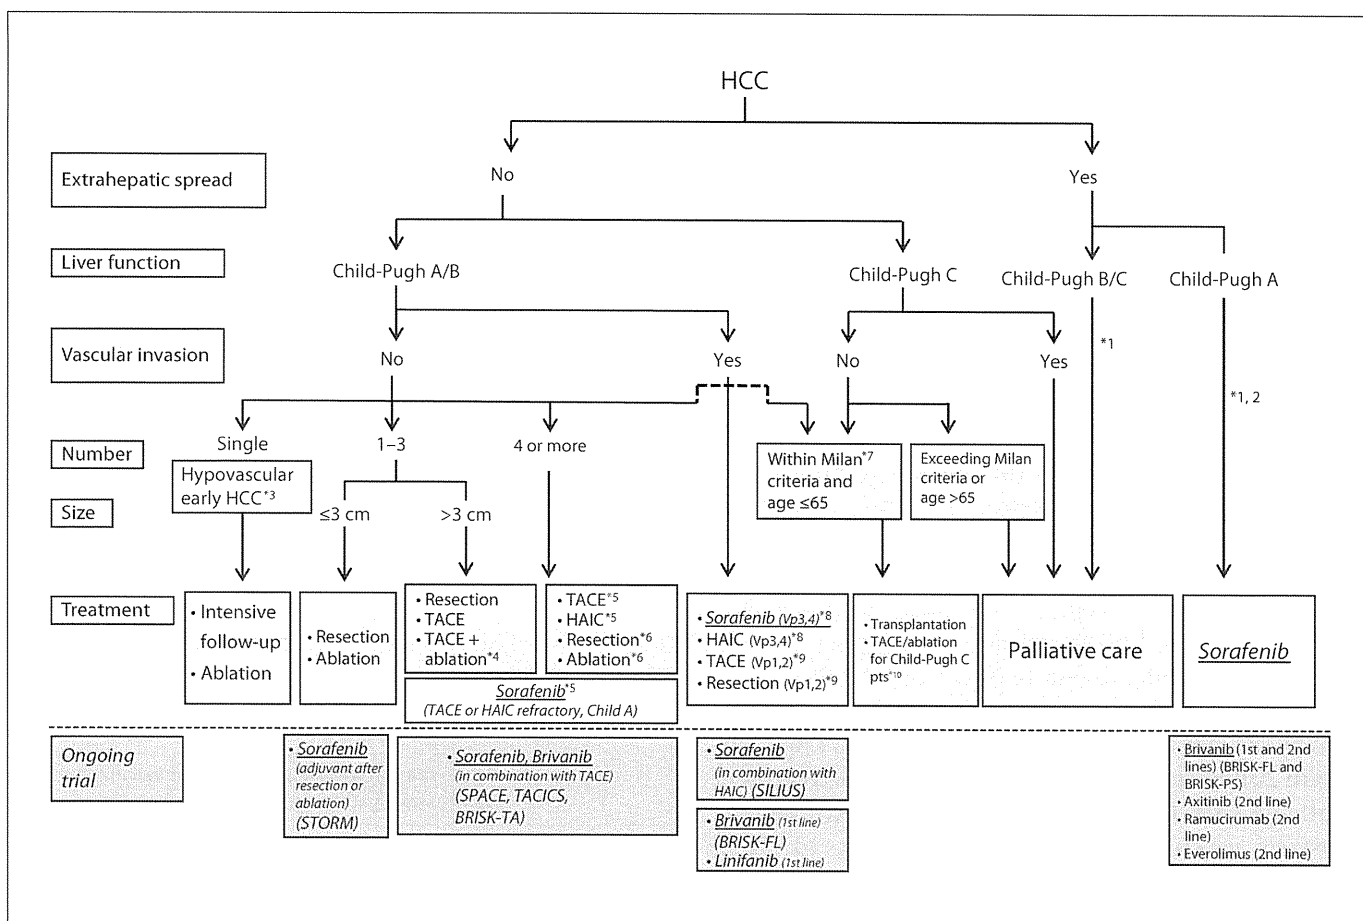 HCC
Extrahepatic spread
No
Yes
Liver function
Child-Pugh A/B
Child-Pugh C
Child-Pugh B/C
Child-Pugh A
Vascular invasion
No
Yes
No
Yes
*1
*1, 2
Number
Single
1–3
4 or more
Hypovascular
early HCC*3
Within Milan*7
criteria and
age ≤65
Exceeding Milan
criteria or
age >65
Size
≤3 cm
>3 cm
Treatment
• Intensive
follow-up
• Ablation
• Resection
• Ablation
• Resection
• TACE
• TACE +
ablation*4
• TACE*5
• HAIC*5
• Resection*6
• Ablation*6
Sorafenib*5
(TACE or HAIC refractory, Child A)
• Sorafenib (Vp3,4)*8
• HAIC (Vp3,4)*8
• TACE (Vp1,2)*9
• Resection (Vp1,2)*9
• Transplantation
• TACE/ablation
for Child-Pugh C
pts*10
Palliative care
Sorafenib
Ongoing
trial
• Sorafenib
(adjuvant after
resection or
ablation)
(STORM)
• Sorafenib, Brivanib
(in combination with TACE)
(SPACE, TACICS,
BRISK-TA)
• Sorafenib
(in combination with
HAIC) (SILIUS)
• Brivanib (1st line)
(BRISK-FL)
• Linifanib (1st line)
• Brivanib (1st and 2nd
lines) (BRISK-FL and
BRISK-PS)
• Axitinib (2nd line)
• Ramucirumab (2nd
line)
• Everolimus (2nd line)